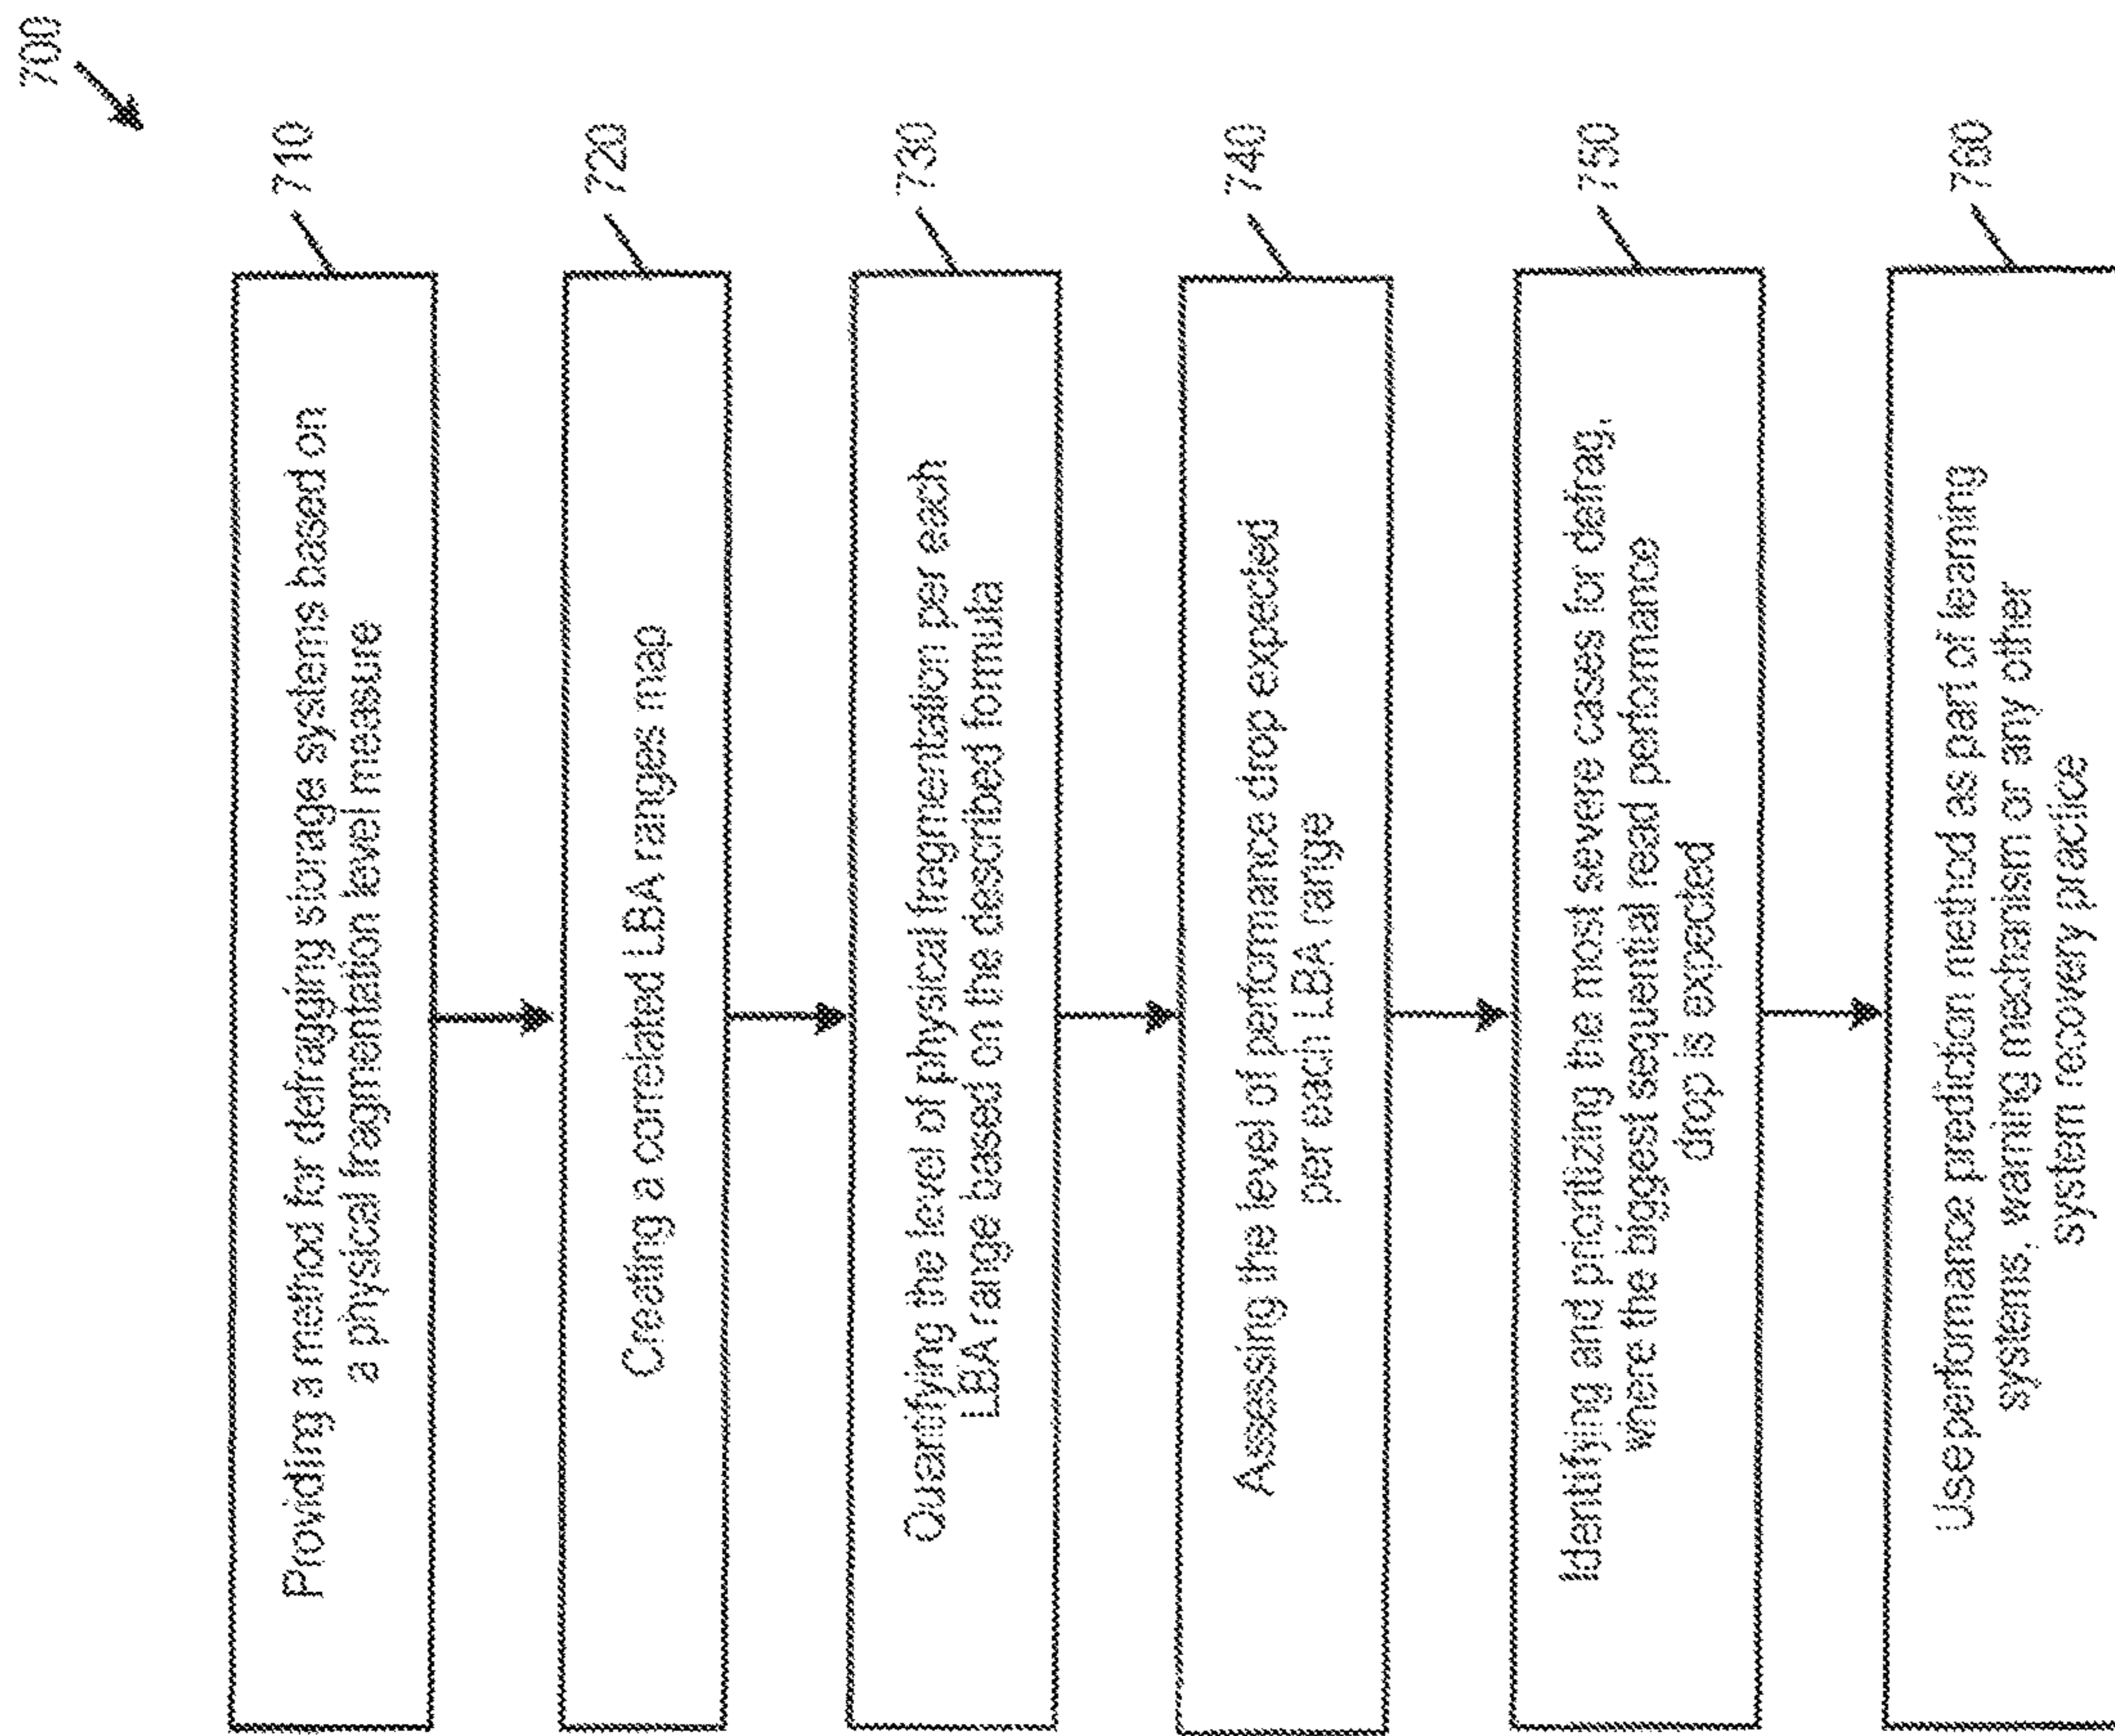 700
710
Providing a method for defragging storage systems based on
a physical fragmentation level measure
720
Creating a correlated LBA ranges map
730
Quantifying the level of physical fregmentation per each
LBA range based on the described formula
740
Assessing the level of performance drop expected
per each LBA range
750
Identifying and prioritizing the most severe cases for defrag,
where the biggest sequential read performance
drop is expected
760
Use performance prediction method as part of learning
systems, warning mechanism or any other
system recovery practice